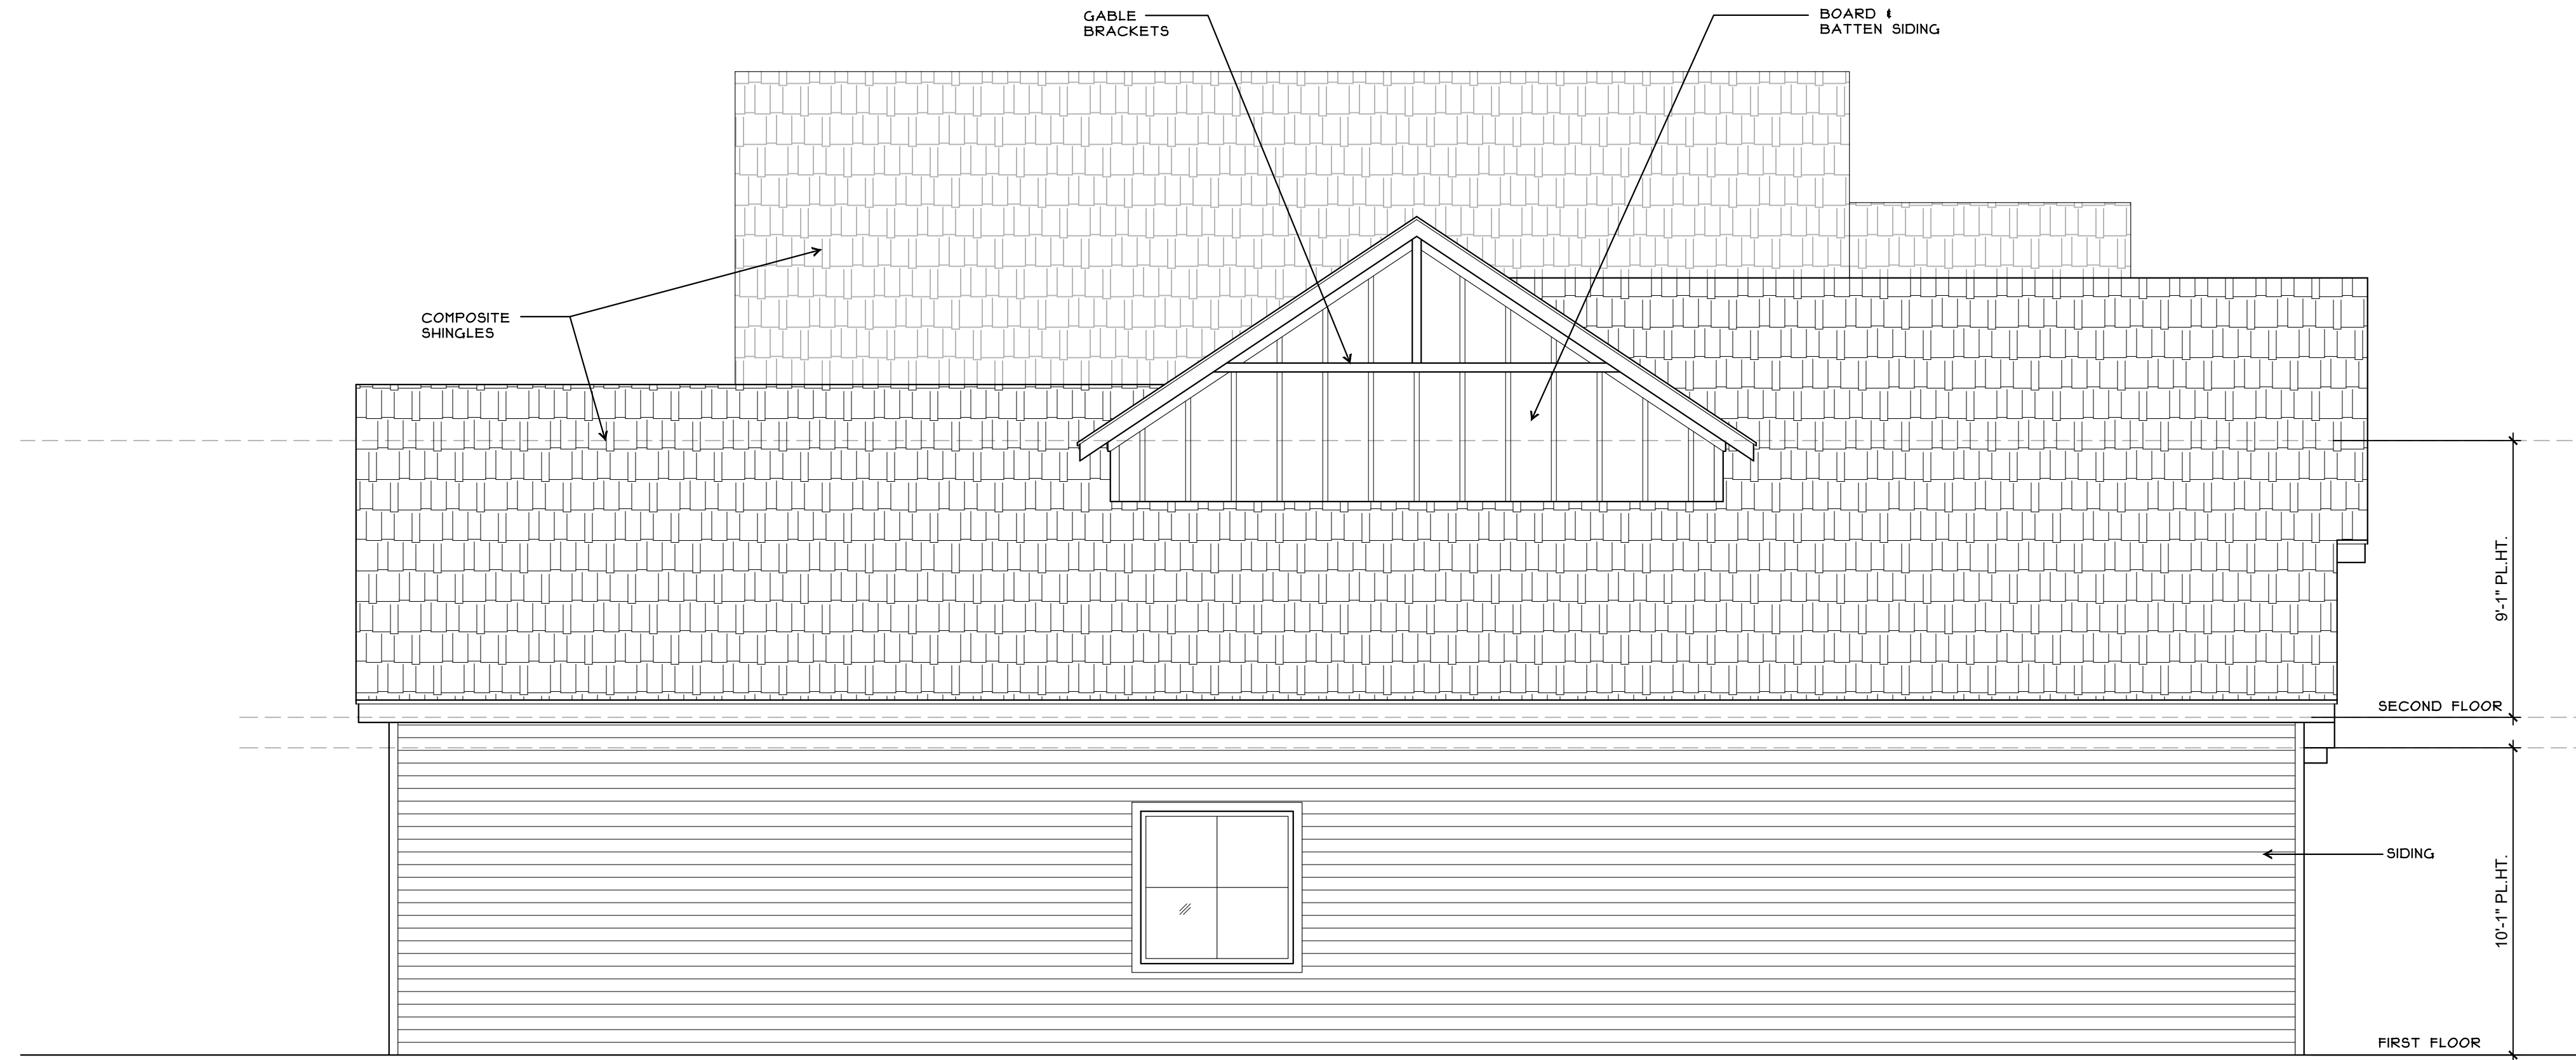 GABLE
BRACKETS
BOARD &
BATTEN SIDING
COMPOSITE
SHINGLES
9'-1" PL.HT.
SECOND FLOOR
SIDING
10'-1" PL.HT.
FIRST FLOOR